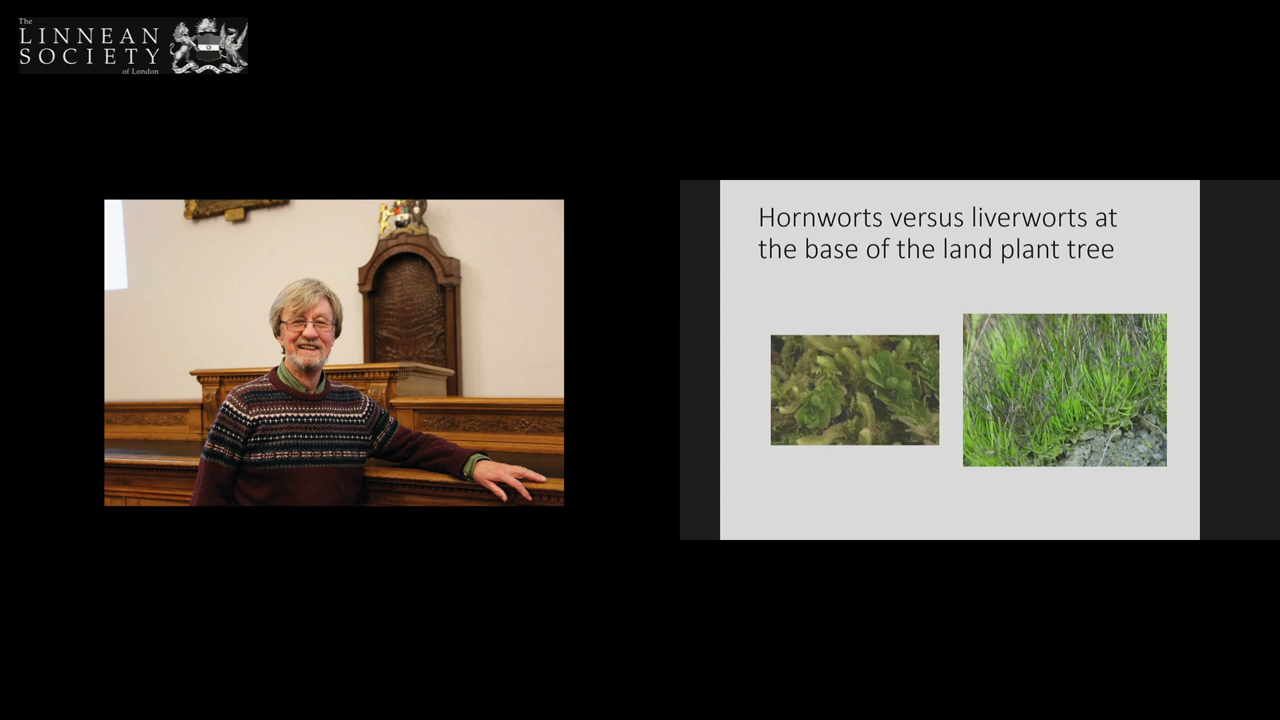 The
LINNEAN
SOCIETY
of London
Hornworts versus liverworts at
the base of the land plant tree